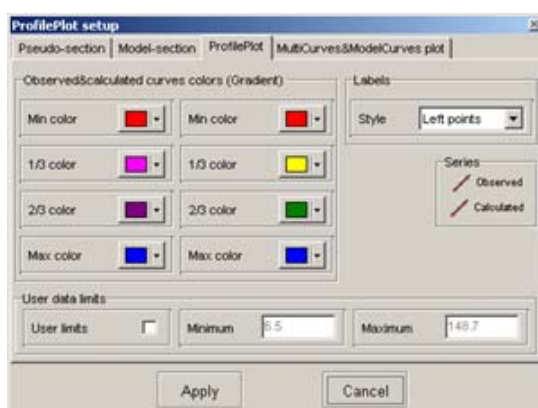 ProfilePlot setup
Pseudo-section Model-section ProfilePlot MultiCurves&ModelCurves plot
Observed&calculated curves colors (Gradient)
Labels
Min color Min color
Style Left points
1/3 color 1/3 color
Series
Observed
Calculated
2/3 color 2/3 color
Max color Max color
User data limits
User limits Minimum 6.5 Maximum 148.7
Apply Cancel